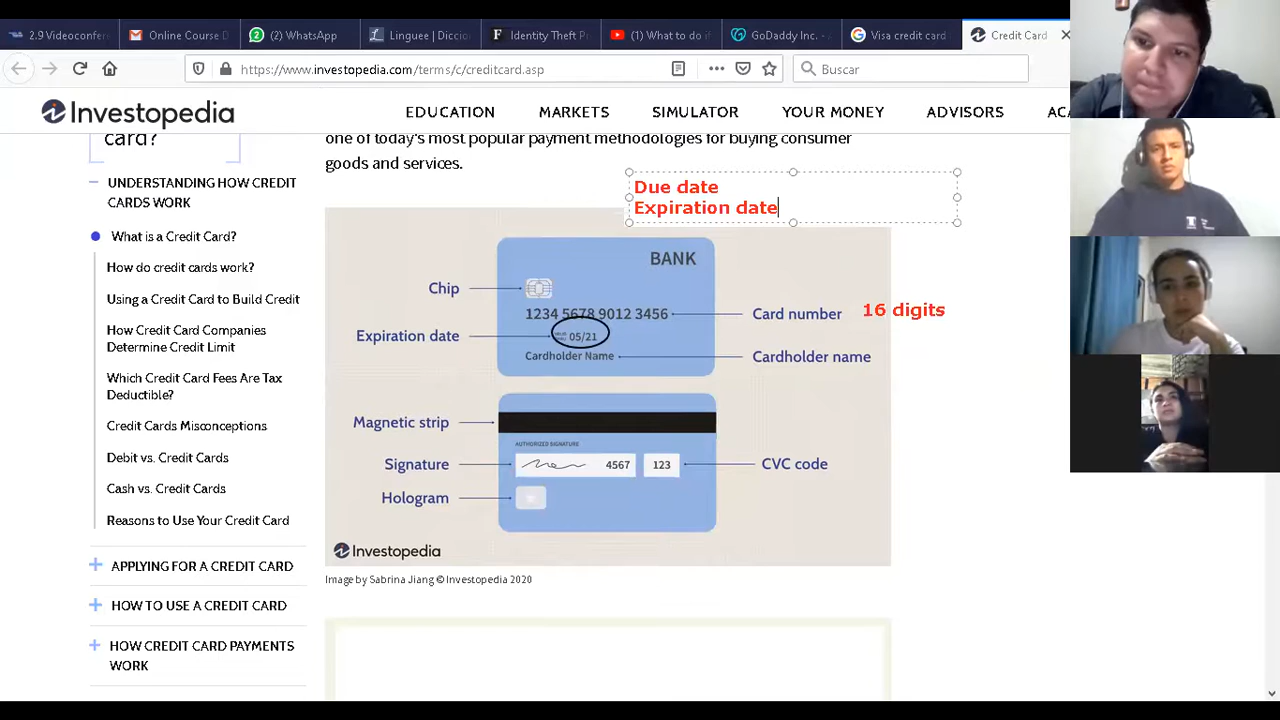 2.9 Videoconfer
Online Course D
(2) WhatsApp
Linguee | Diccio
Identity Theft P
(1) What to do i
GoDaddy Inc. -
Visa credit card
Credit Card
https://www.investopedia.com/terms/c/creditcard.asp
Buscar
Investopedia
EDUCATION
MARKETS
SIMULATOR
YOUR MONEY
ADVISORS
ACA
card?
UNDERSTANDING HOW CREDIT
CARDS WORK
What is a Credit Card?
How do credit cards work?
Using a Credit Card to Build Credit
How Credit Card Companies
Determine Credit Limit
Which Credit Card Fees Are Tax
Deductible?
Credit Cards Misconceptions
Debit vs. Credit Cards
Cash vs. Credit Cards
Reasons to Use Your Credit Card
APPLYING FOR A CREDIT CARD
HOW TO USE A CREDIT CARD
HOW CREDIT CARD PAYMENTS
WORK
one of today's most popular payment methodologies for buying consumer
goods and services.
Due date
Expiration date
BANK
Chip
1234 5678 9012 3456
Card number
16 digits
Expiration date
05/21
Cardholder Name
Cardholder name
Magnetic strip
AUTHORIZED SIGNATURE
Signature
4567
123
CVC code
Hologram
Investopedia
Image by Sabrina Jiang © Investopedia 2020